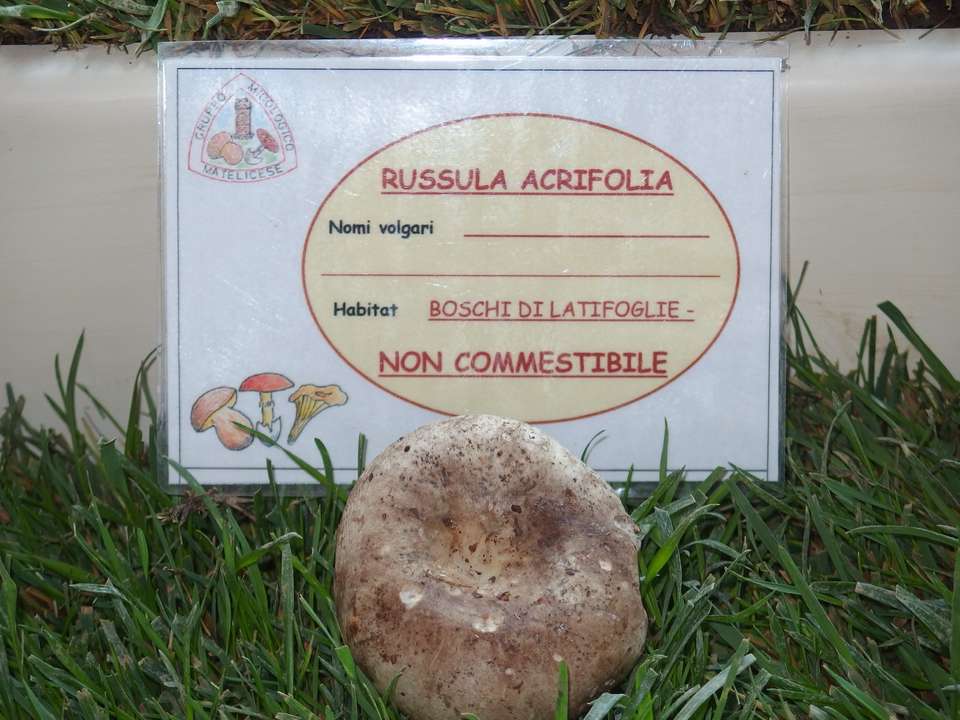 GRUPPO MICOLOGICO
MATELICESE
RUSSULA ACRIFOLIA
Nomi volgari
Habitat BOSCHI DI LATIFOGLIE -
NON COMMESTIBILE